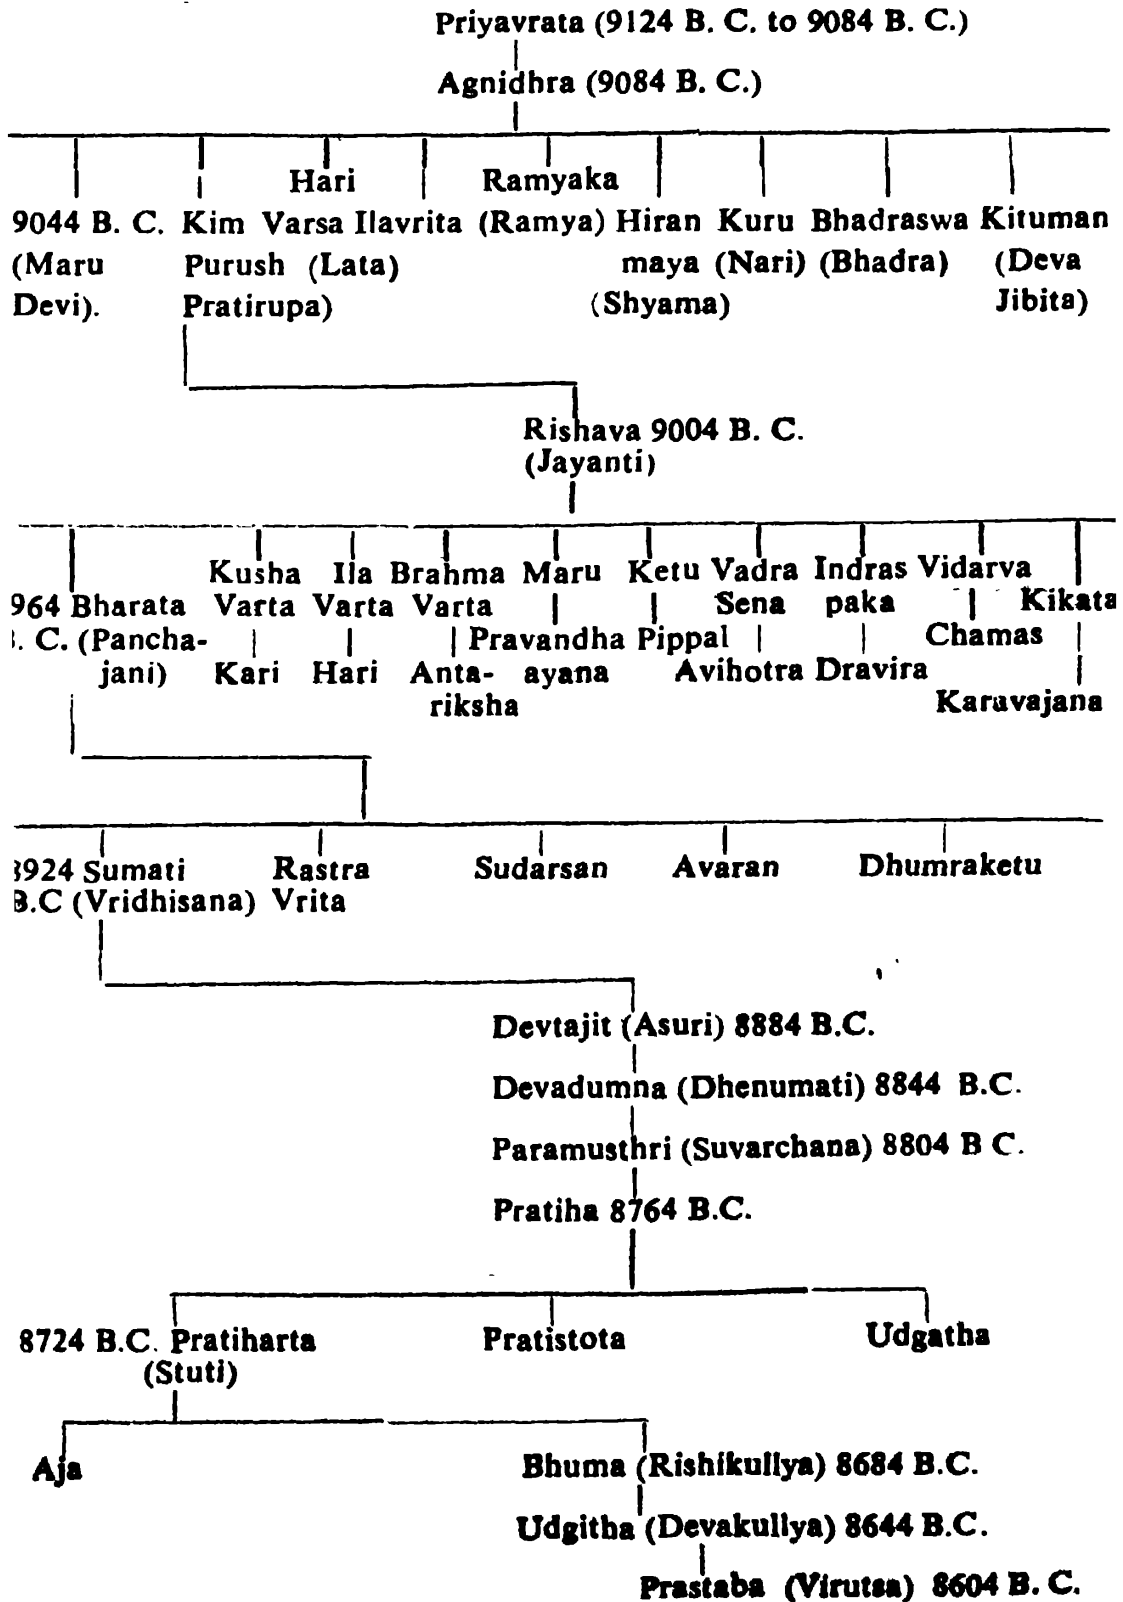 Priyavrata (9124 B. C. to 9084 B. C.)
Agnidhra (9084 B. C.)
Hari Ramyaka
9044 B. C. Kim Varsa Ilavrita (Ramya) Hiran Kuru Bhadraswa Kituman
(Maru Purush (Lata) maya (Nari) (Bhadra) (Deva
Devi). Pratirupa) (Shyama) Jibita)
Rishava 9004 B. C.
(Jayanti)
Kusha Ila Brahma Maru Ketu Vadra Indras Vidarva
964 Bharata Varta Varta Varta Sena paka Kikata
. C. (Pancha- Pravandha Pippal Chamas
jani) Kari Hari Anta- ayana Avihotra Dravira
riksha Karavajana
3924 Sumati Rastra Sudarsan Avaran Dhumraketu
B.C (Vridhisana) Vrita
Devtajit (Asuri) 8884 B.C.
Devadumna (Dhenumati) 8844 B.C.
Paramusthri (Suvarchana) 8804 B C.
Pratiha 8764 B.C.
8724 B.C. Pratiharta Pratistota Udgatha
(Stuti)
Aja Bhuma (Rishikullya) 8684 B.C.
Udgitha (Devakullya) 8644 B.C.
Prastaba (Virutsa) 8604 B. C.